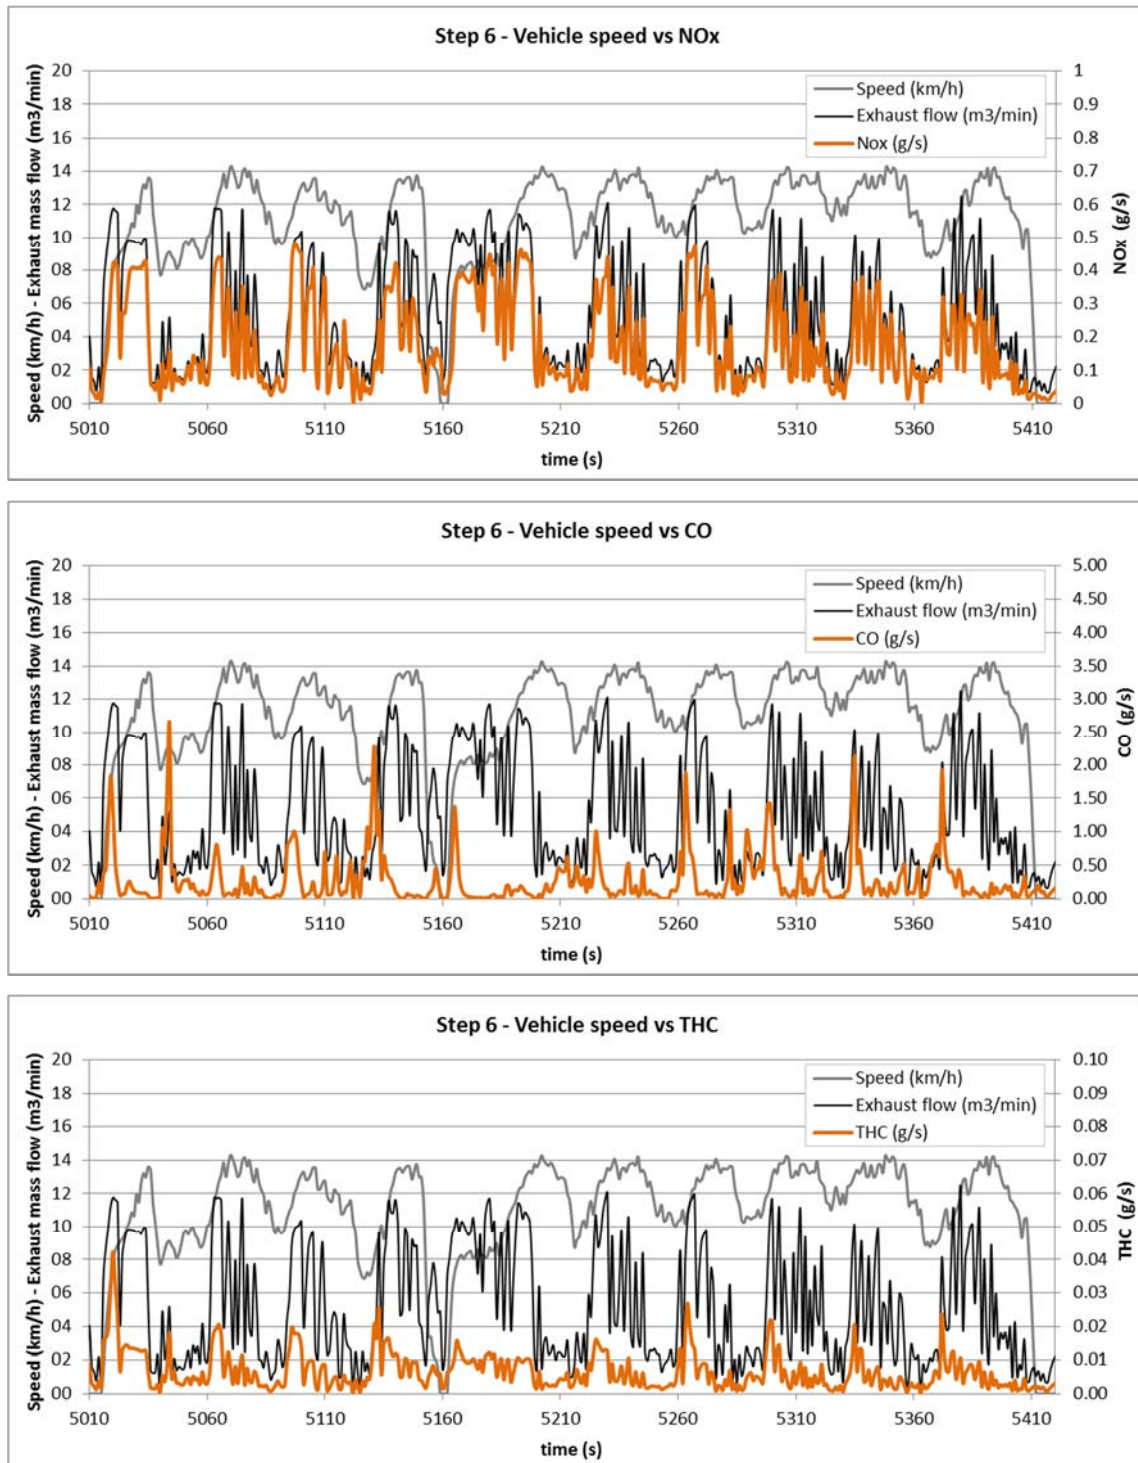 Step 6 - Vehicle speed vs NOx
Speed (km/h) - Exhaust mass flow (m3/min)
20
18
16
14
12
10
08
06
04
02
00
Speed (km/h)
Exhaust flow (m3/min)
Nox (g/s)
1
0.9
0.8
0.7
0.6
0.5
0.4
0.3
0.2
0.1
0
NOx (g/s)
5010 5060 5110 5160 5210 5260 5310 5360 5410
time (s)
Step 6 - Vehicle speed vs CO
Speed (km/h) - Exhaust mass flow (m3/min)
20
18
16
14
12
10
08
06
04
02
00
Speed (km/h)
Exhaust flow (m3/min)
CO (g/s)
5.00
4.50
4.00
3.50
3.00
2.50
2.00
1.50
1.00
0.50
0.00
CO (g/s)
5010 5060 5110 5160 5210 5260 5310 5360 5410
time (s)
Step 6 - Vehicle speed vs THC
Speed (km/h) - Exhaust mass flow (m3/min)
20
18
16
14
12
10
08
06
04
02
00
Speed (km/h)
Exhaust flow (m3/min)
THC (g/s)
0.10
0.09
0.08
0.07
0.06
0.05
0.04
0.03
0.02
0.01
0.00
THC (g/s)
5010 5060 5110 5160 5210 5260 5310 5360 5410
time (s)